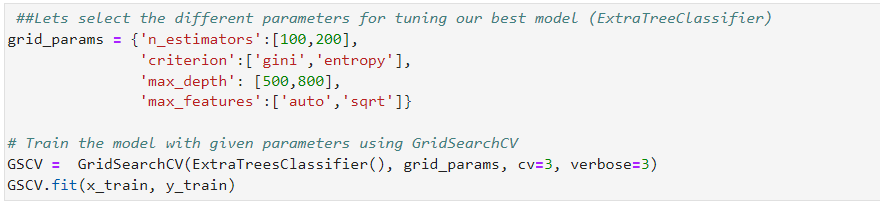 ##Lets select the different parameters for tuning our best model (ExtraTreeClassifier)
grid_params = {'n_estimators':[100,200],
'criterion':['gini','entropy'],
'max_depth': [500,800],
'max_features':['auto','sqrt']}
# Train the model with given parameters using GridSearchCV
GSCV =  GridSearchCV(ExtraTreesClassifier(), grid_params, cv=3, verbose=3)
GSCV.fit(x_train, y_train)